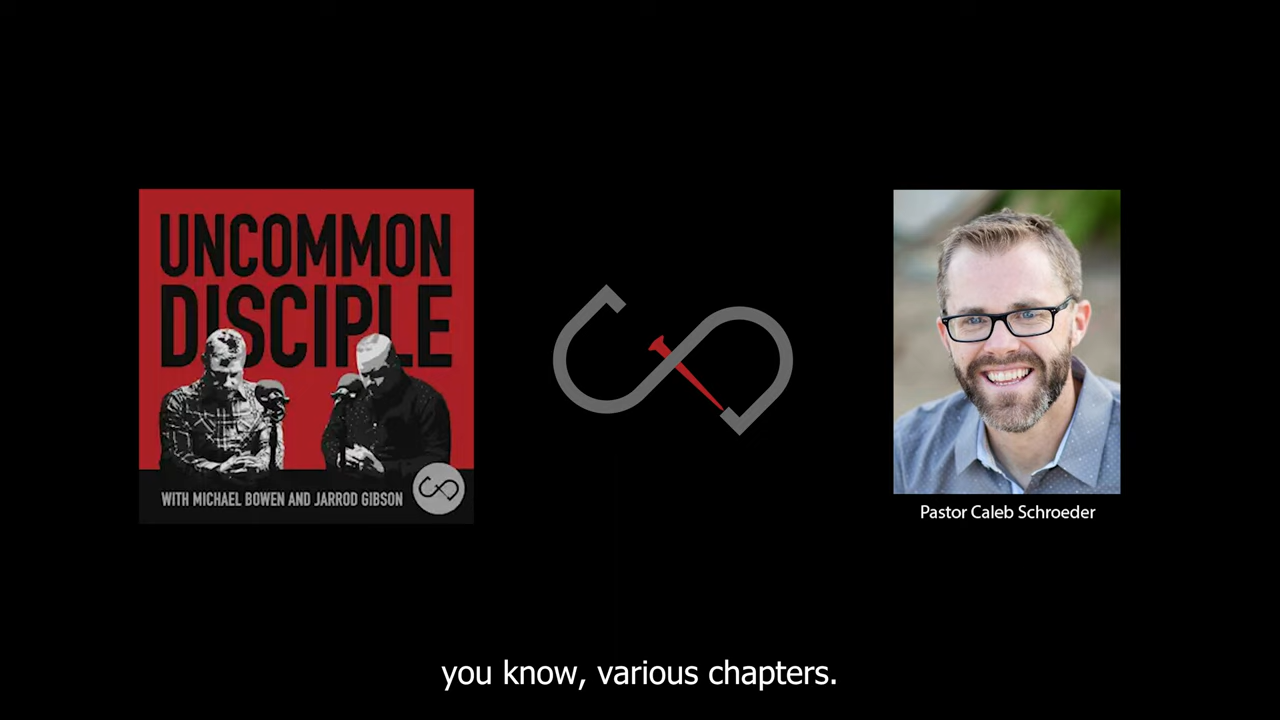 UNCOMMON
DISCIPLE
WITH MICHAEL BOWEN AND JARROD GIBSON
Pastor Caleb Schroeder
you know, various chapters.